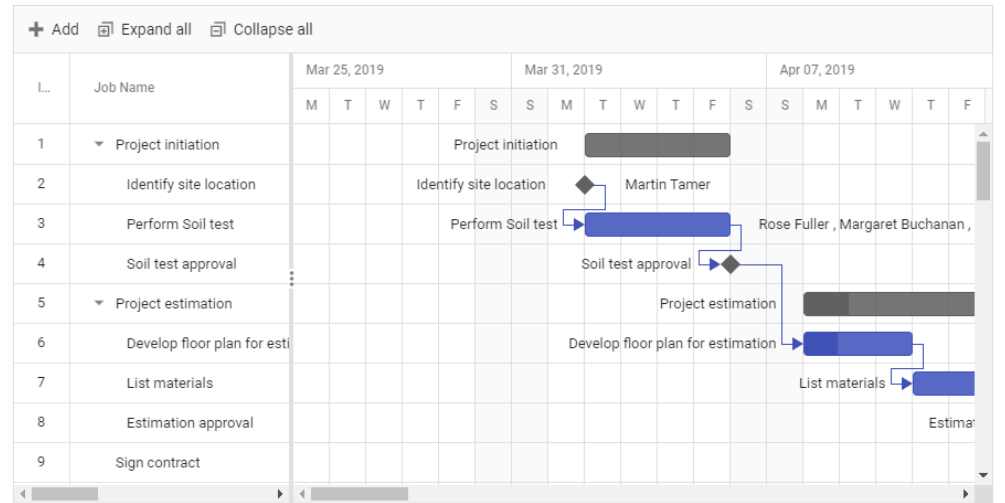 Add Expand all Collapse all
I... Job Name Mar 25, 2019 Mar 31, 2019 Apr 07, 2019
M T W T F S S M T W T F S S M T W T F
1 Project initiation Project initiation
2 Identify site location Identify site location Martin Tamer
3 Perform Soil test Perform Soil test Rose Fuller , Margaret Buchanan ,
4 Soil test approval Soil test approval
5 Project estimation Project estimation
6 Develop floor plan for esti Develop floor plan for estimation
7 List materials List materials
8 Estimation approval Estima
9 Sign contract